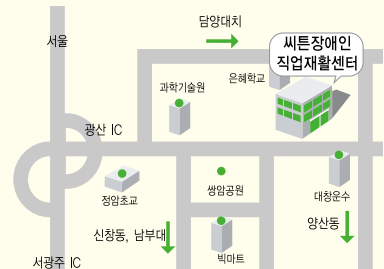 담양대치
서울
씨튼장애인
직업재활센터
은혜학교
과학기술원
광산 IC
정암초교
쌍암공원
대창운수
신창동, 남부대
양산동
빅마트
서광주 IC